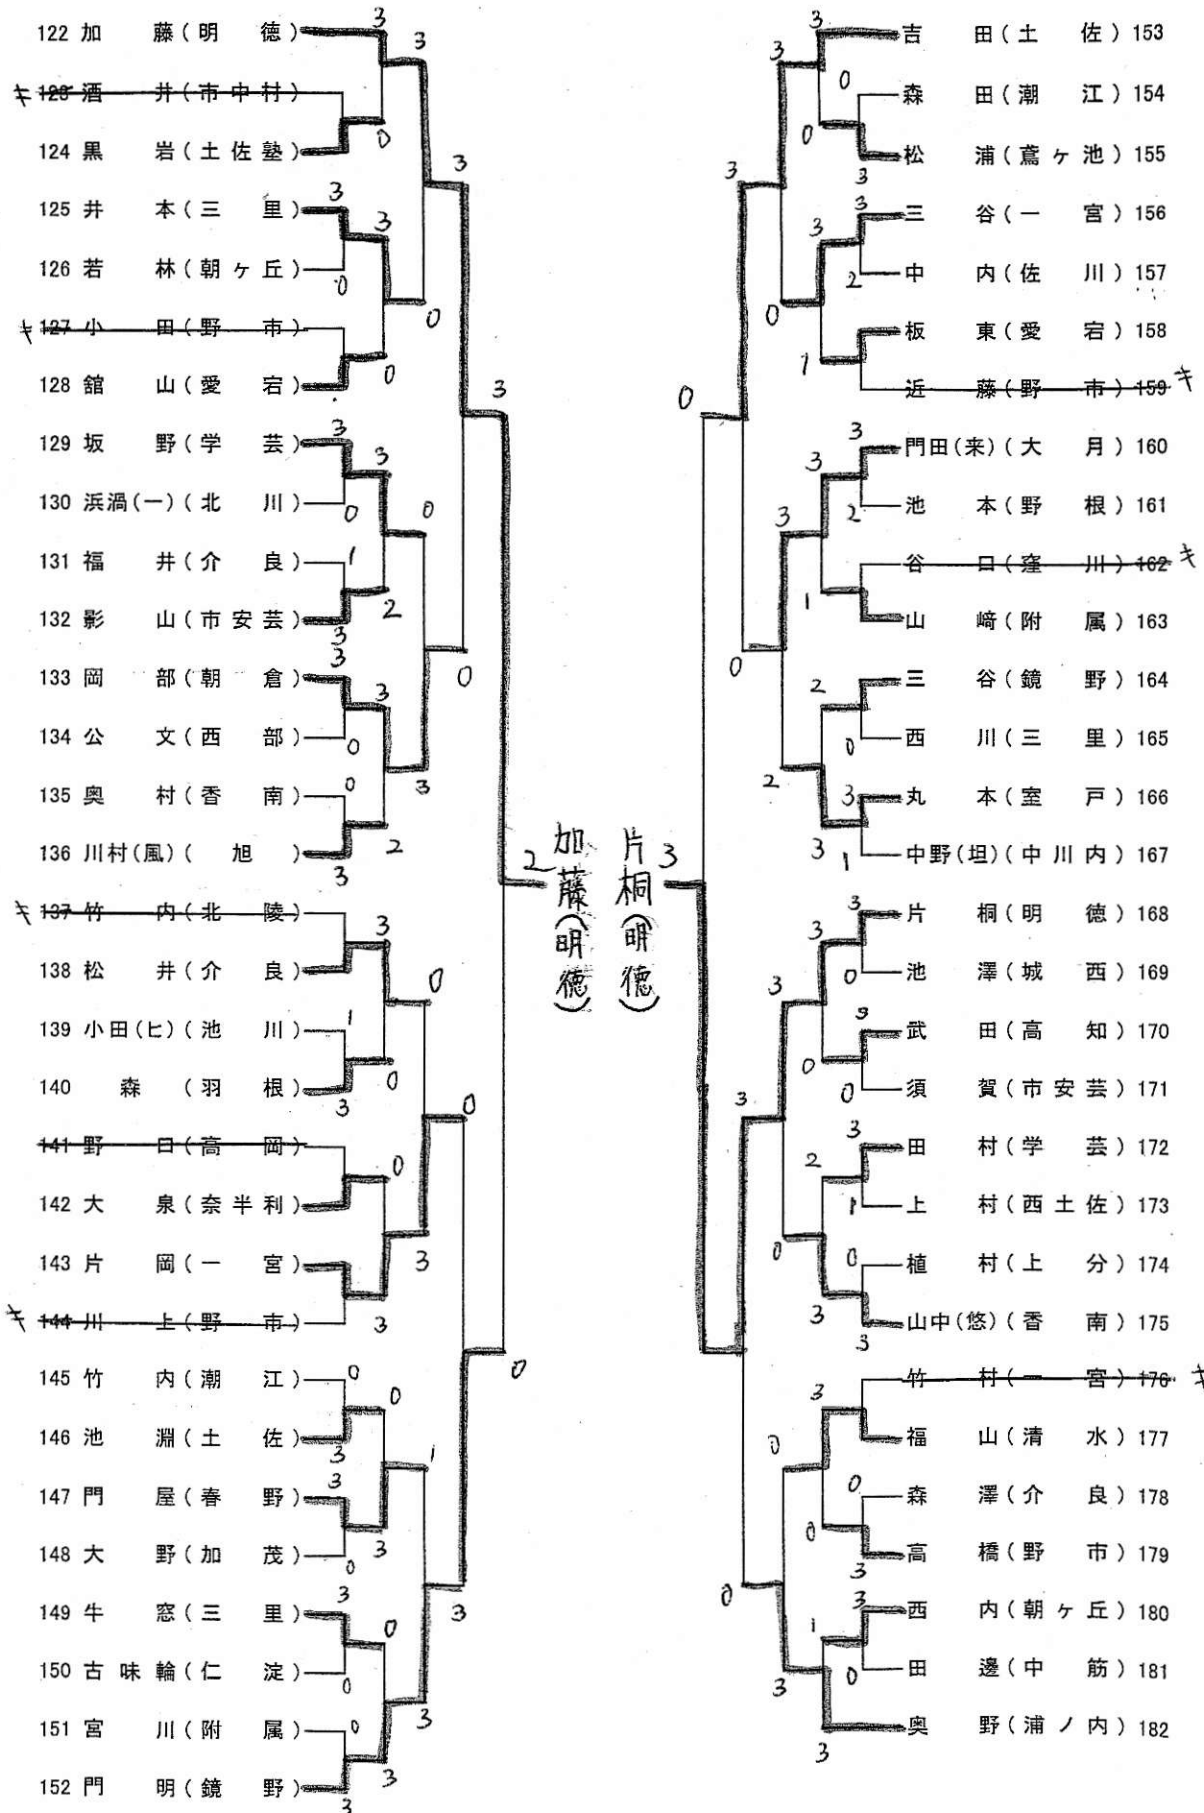 122 加藤(明徳)
キ 123 酒井(市中村)
124 黒岩(土佐塾)
125 井本(三里)
126 若林(朝ヶ丘)
キ 127 小田(野市)
128 舘山(愛宕)
129 坂野(学芸)
130 浜渦(一)(北川)
131 福井(介良)
132 影山(市安芸)
133 岡部(朝倉)
134 公文(西部)
135 奥村(香南)
136 川村(風)(旭)
キ 137 竹内(北陵)
138 松井(介良)
139 小田(ヒ)(池川)
140 森(羽根)
141 野口(高岡)
142 大泉(奈半利)
143 片岡(一宮)
キ 144 川上(野市)
145 竹内(潮江)
146 池淵(土佐)
147 門屋(春野)
148 大野(加茂)
149 牛窓(三里)
150 古味輪(仁淀)
151 宮川(附属)
152 門明(鏡野)
2 加藤(明徳)
片桐(明徳) 3
吉田(土佐) 153
森田(潮江) 154
松浦(鳶ヶ池) 155
三谷(一宮) 156
中内(佐川) 157
板東(愛宕) 158
近藤(野市) 159 キ
門田(来)(大月) 160
池本(野根) 161
谷口(窪川) 162 キ
山﨑(附属) 163
三谷(鏡野) 164
西川(三里) 165
丸本(室戸) 166
中野(坦)(中川内) 167
片桐(明徳) 168
池澤(城西) 169
武田(高知) 170
須賀(市安芸) 171
田村(学芸) 172
上村(西土佐) 173
植村(上分) 174
山中(悠)(香南) 175
竹村(一宮) 176 キ
福山(清水) 177
森澤(介良) 178
高橋(野市) 179
西内(朝ヶ丘) 180
田邊(中筋) 181
奥野(浦ノ内) 182